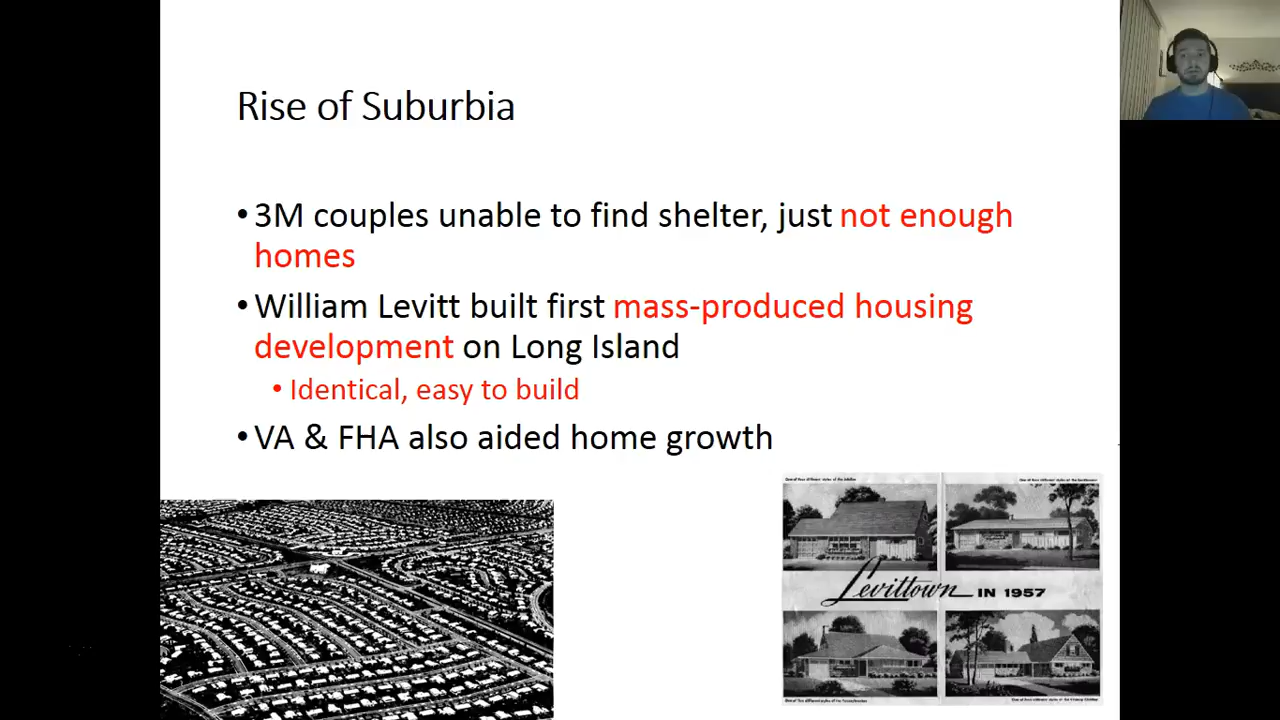 Rise of Suburbia
• 3M couples unable to find shelter, just not enough
homes
• William Levitt built first mass-produced housing
development on Long Island
• Identical, easy to build
• VA & FHA also aided home growth
Levittown IN 1957